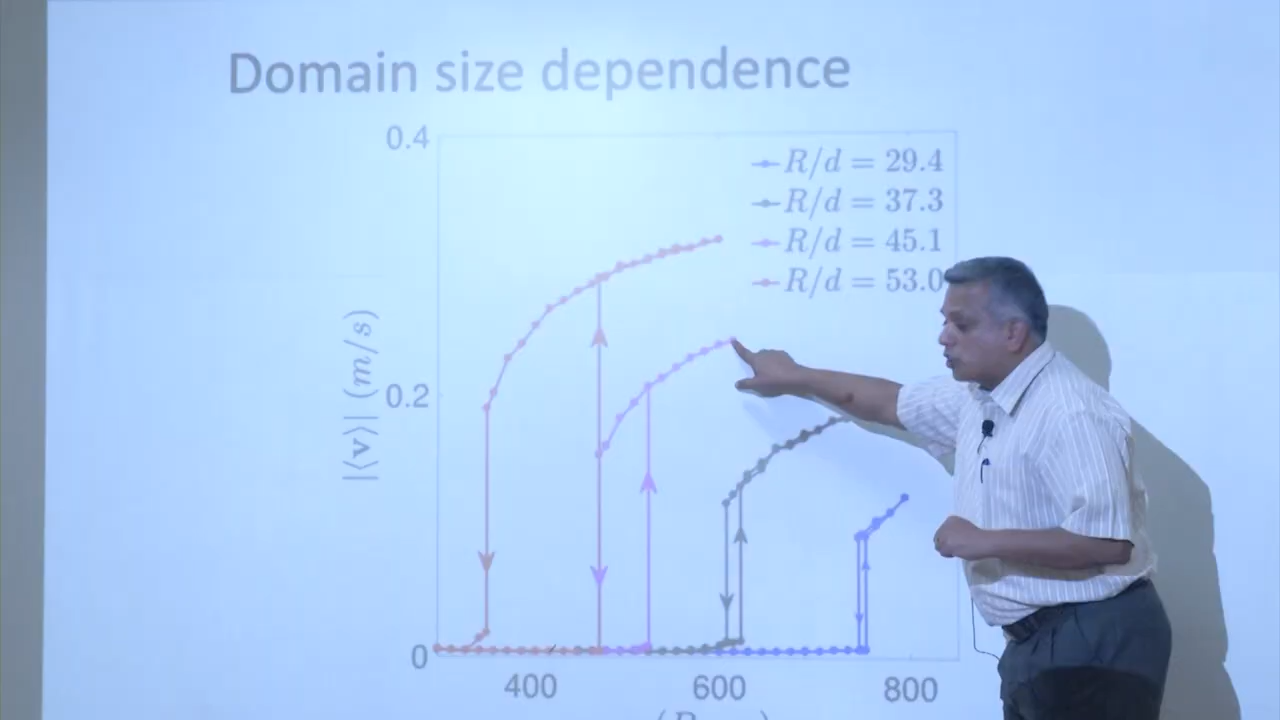 Domain size dependence
0.4
R/d = 29.4
R/d = 37.3
R/d = 45.1
R/d = 53.0
|⟨v⟩| (m/s)
0.2
0
400 600 800